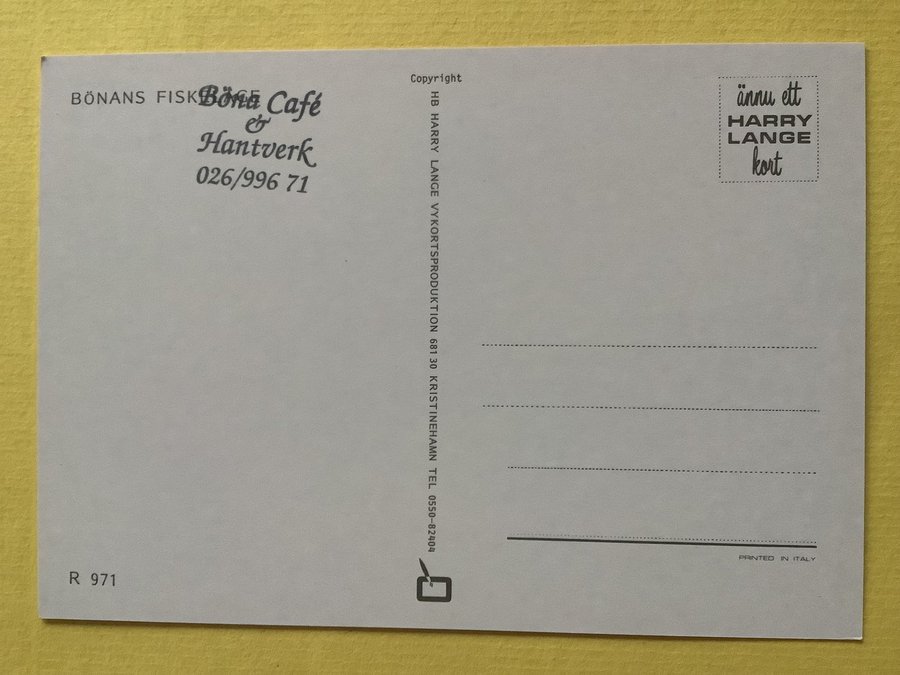 BÖNANS
Böna Café
&
Hantverk
026/996 71
Copyright
HB HARRY LANGE VYKORTSPRODUKTION 681 30 KRISTINEHAMN TEL 0550-82404
ännu ett
HARRY
LANGE
kort
PRINTED IN ITALY
R 971